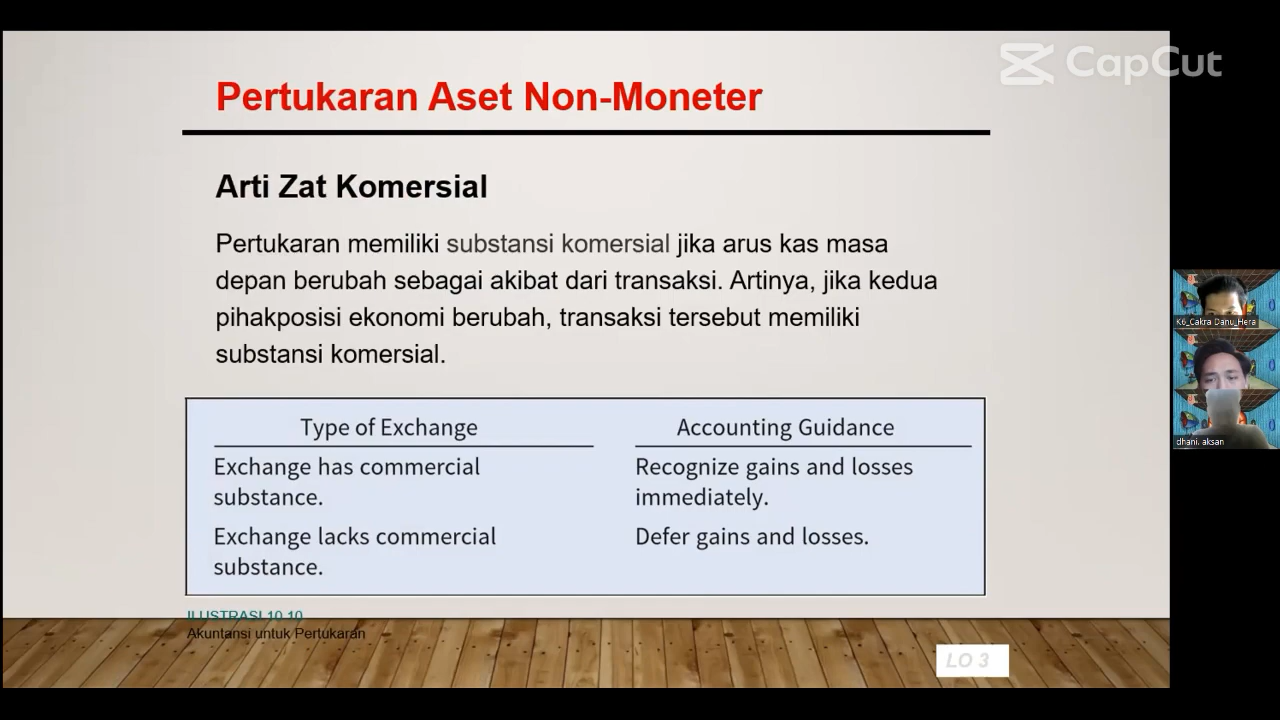 CapCut
Pertukaran Aset Non-Moneter
Arti Zat Komersial
Pertukaran memiliki substansi komersial jika arus kas masa
depan berubah sebagai akibat dari transaksi. Artinya, jika kedua
pihakposisi ekonomi berubah, transaksi tersebut memiliki
substansi komersial.
Type of Exchange
Accounting Guidance
Exchange has commercial
substance.
Recognize gains and losses
immediately.
Exchange lacks commercial
substance.
Defer gains and losses.
ILUSTRASI 10.10
Akuntansi untuk Pertukaran
LO 3
K6_Cakra Danu_Hera
dhani. aksan